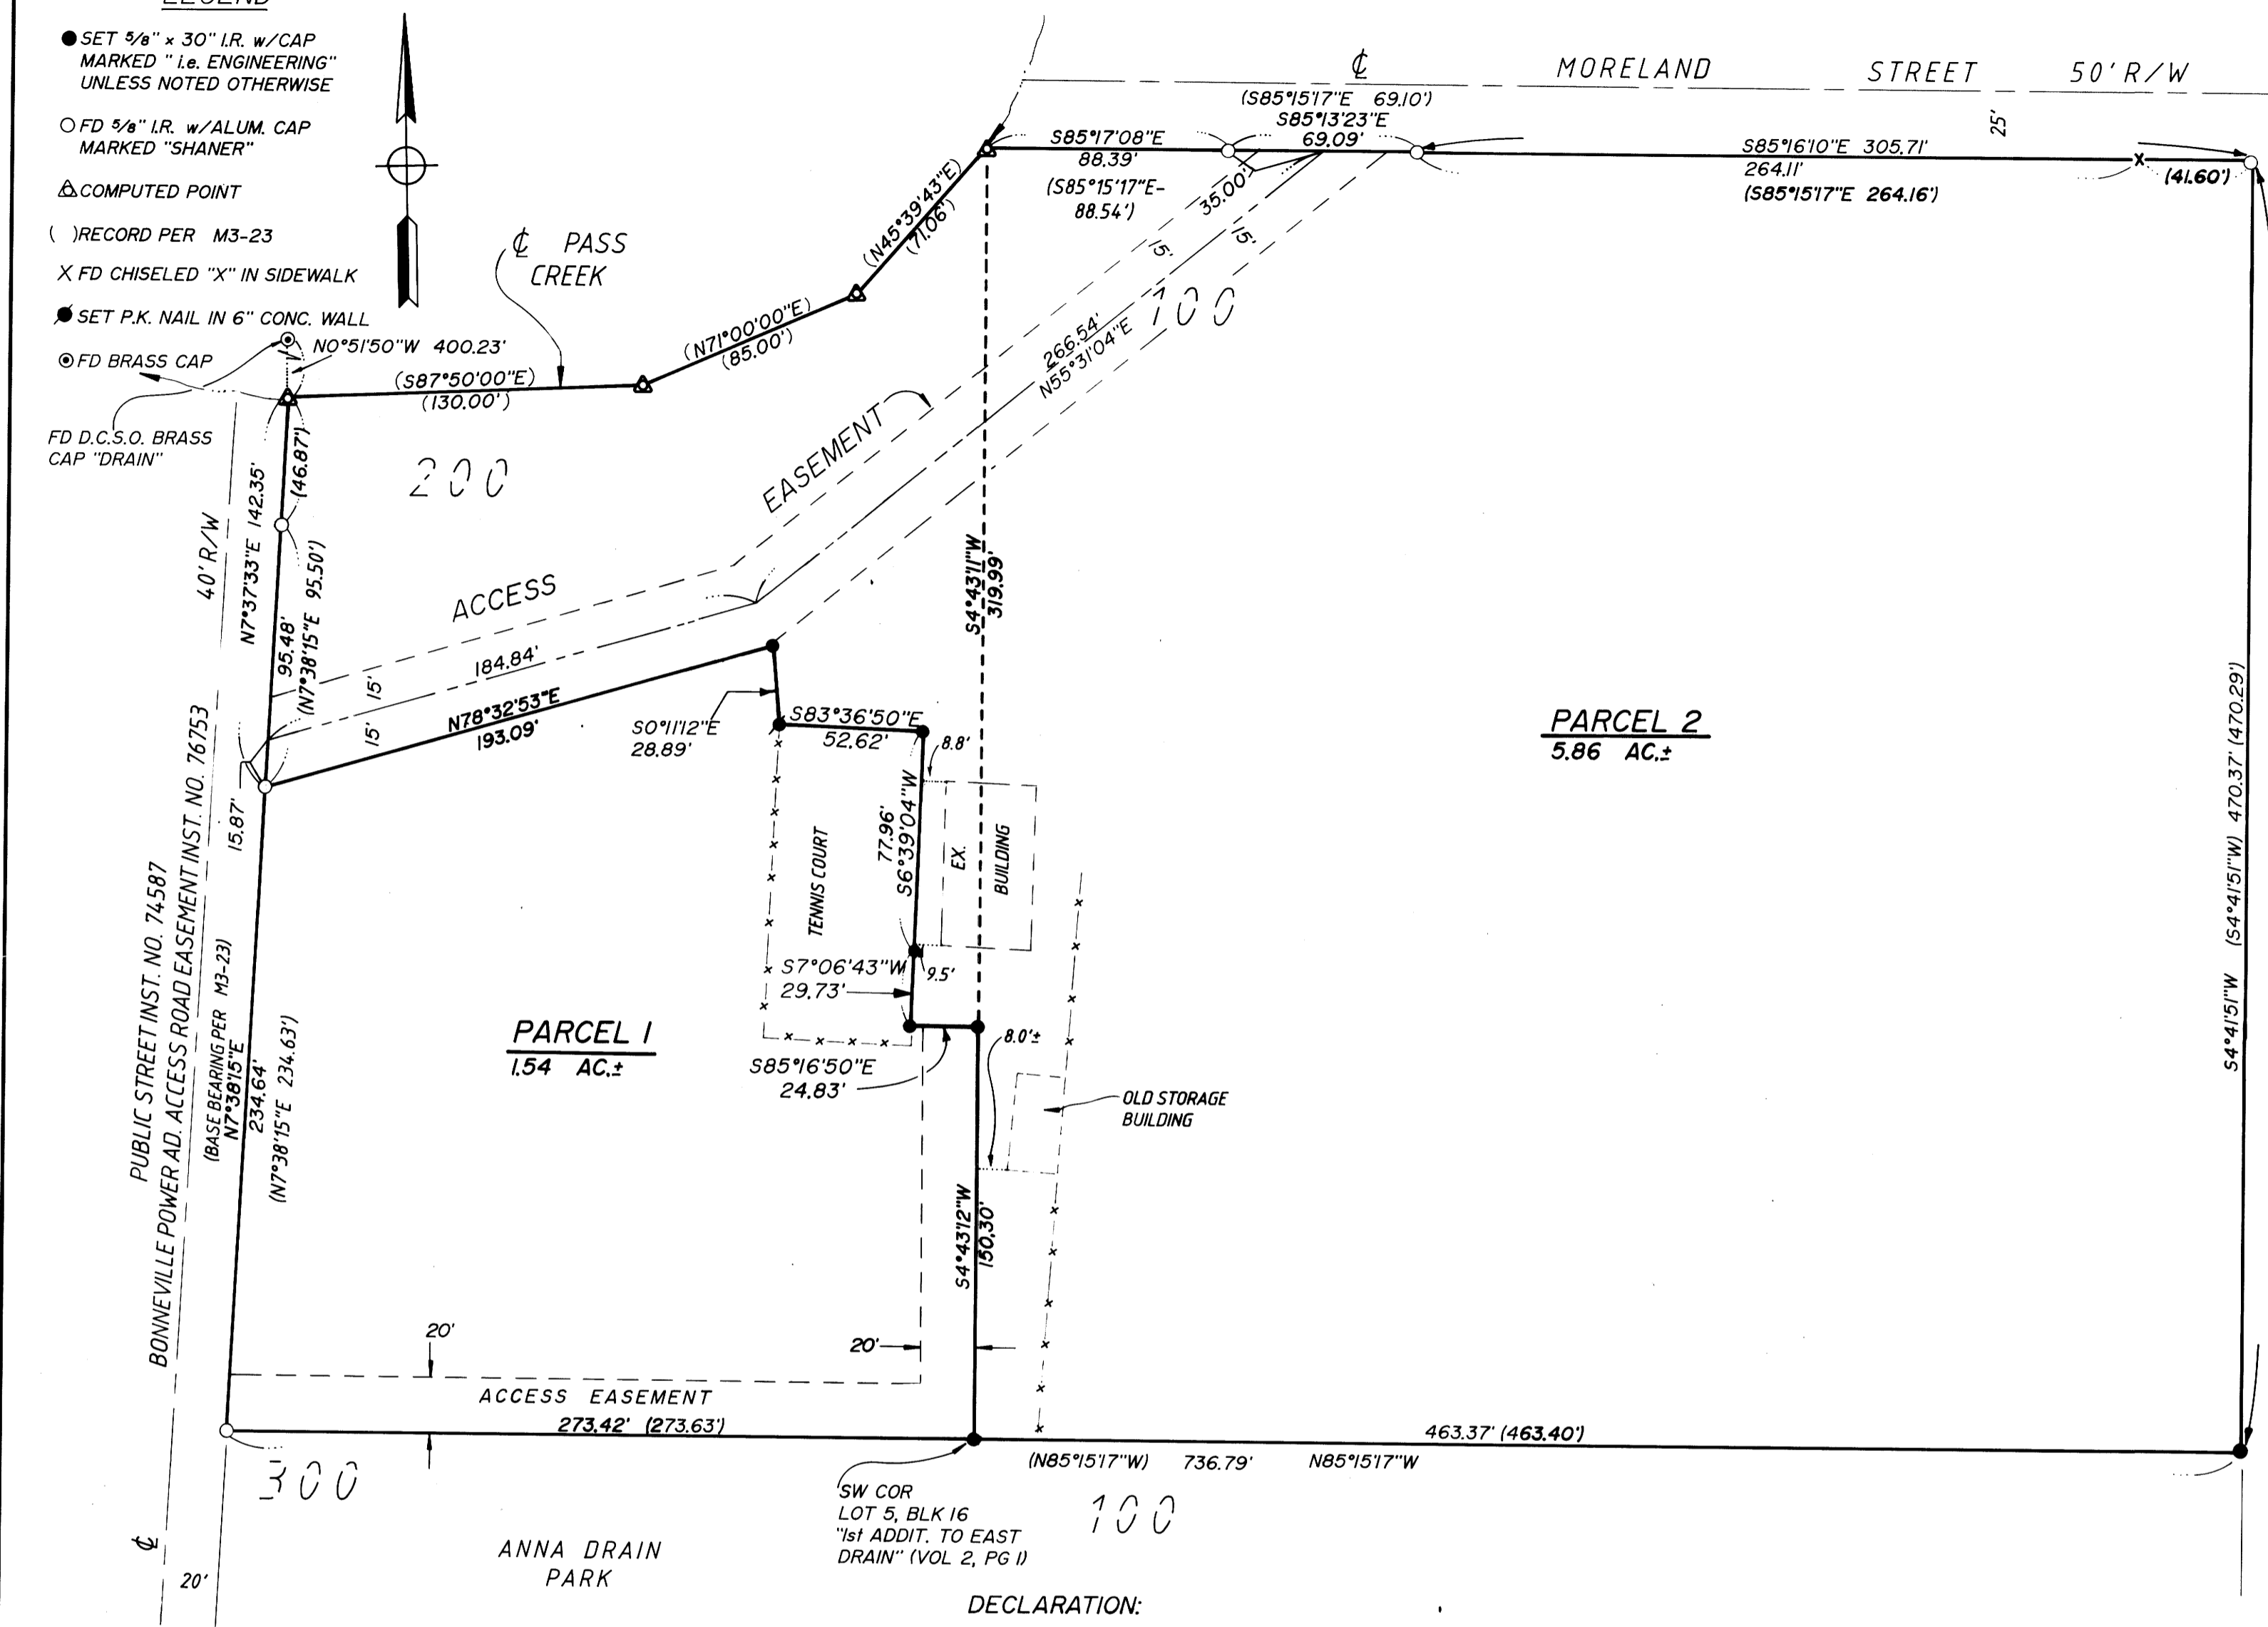 LEGEND
SET 5/8" x 30" I.R. w/CAP
MARKED " i.e. ENGINEERING"
UNLESS NOTED OTHERWISE
FD 5/8" I.R. w/ALUM. CAP
MARKED "SHANER"
COMPUTED POINT
( ) RECORD PER M3-23
X FD CHISELED "X" IN SIDEWALK
SET P.K. NAIL IN 6" CONC. WALL
FD BRASS CAP
N0°51'50"W 400.23'
FD D.C.S.O. BRASS
CAP "DRAIN"
℄ MORELAND STREET 50' R/W
25'
(S85°15'17"E 69.10')
S85°13'23"E
69.09'
S85°17'08"E
88.39'
(S85°15'17"E-
88.54')
S85°16'10"E 305.71'
264.11'
(S85°15'17"E 264.16')
(41.60')
35.00'
15'
15'
100
266.54'
N55°31'04"E
(N45°39'43"E)
(71.06')
℄ PASS
CREEK
(N71°00'00"E)
(85.00')
(S87°50'00"E)
(130.00')
200
ACCESS
EASEMENT
40' R/W
N7°37'33"E 142.35'
(46.87')
95.48'
(N7°38'15"E 95.50')
184.84'
15'
15'
N78°32'53"E
193.09'
S0°11'12"E
28.89'
S83°36'50"E
52.62'
8.8'
S4°43'11"W
319.99'
77.96'
S6°39'04"W
EX.
BUILDING
TENNIS COURT
S7°06'43"W
29.73'
9.5'
S85°16'50"E
24.83'
8.0'±
OLD STORAGE
BUILDING
PARCEL 1
1.54 AC.±
PARCEL 2
5.86 AC.±
S4°41'51"W (S4°41'51"W) 470.37' (470.29')
15.87'
PUBLIC STREET INST. NO. 74587
BONNEVILLE POWER AD. ACCESS ROAD EASEMENT INST. NO. 76753
(BASE BEARING PER M3-23)
N7°38'15"E
234.64'
(N7°38'15"E 234.63')
S4°43'12"W
150.30'
20'
20'
ACCESS EASEMENT
273.42' (273.63')
463.37' (463.40')
(N85°15'17"W) 736.79' N85°15'17"W
300
SW COR
LOT 5, BLK 16
"1st ADDIT. TO EAST
DRAIN" (VOL 2, PG 1)
100
ANNA DRAIN
PARK
℄
20'
DECLARATION: